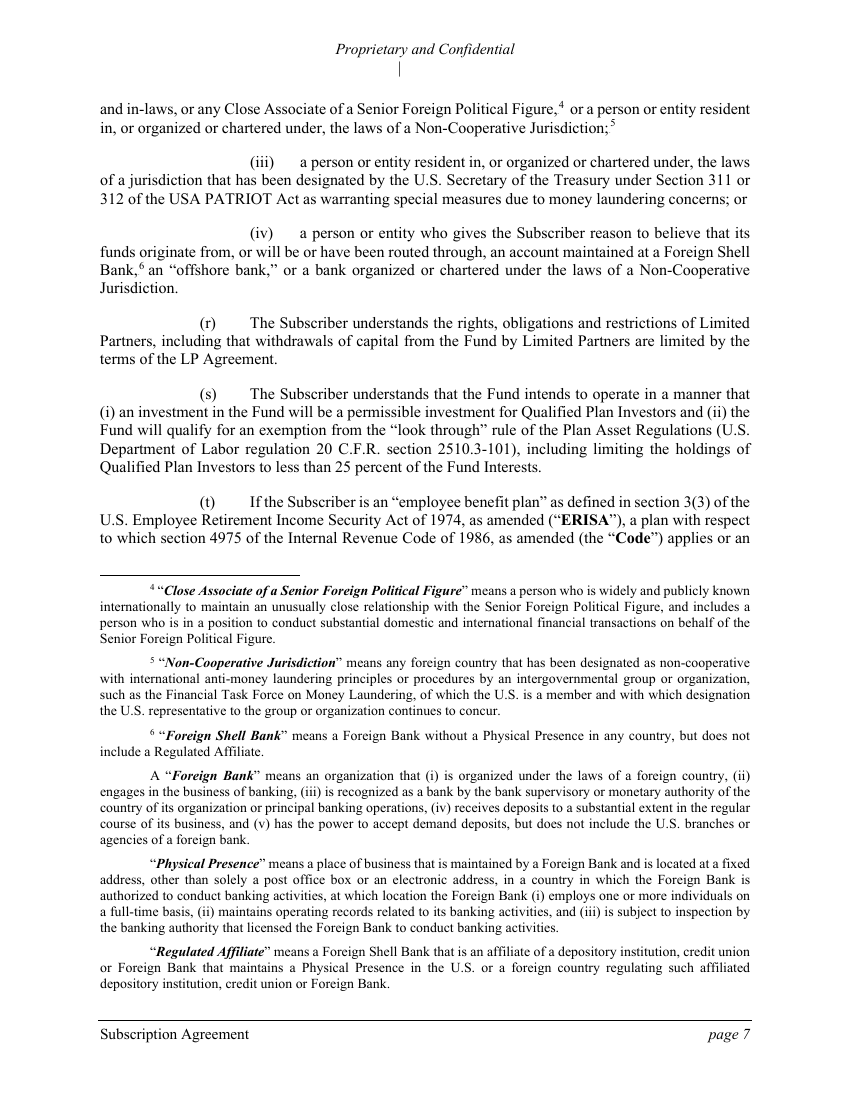 Proprietary and Confidential
|
and in-laws, or any Close Associate of a Senior Foreign Political Figure,4 or a person or entity resident
in, or organized or chartered under, the laws of a Non-Cooperative Jurisdiction;5
(iii) a person or entity resident in, or organized or chartered under, the laws
of a jurisdiction that has been designated by the U.S. Secretary of the Treasury under Section 311 or
312 of the USA PATRIOT Act as warranting special measures due to money laundering concerns; or
(iv) a person or entity who gives the Subscriber reason to believe that its
funds originate from, or will be or have been routed through, an account maintained at a Foreign Shell
Bank,6 an “offshore bank,” or a bank organized or chartered under the laws of a Non-Cooperative
Jurisdiction.
(r) The Subscriber understands the rights, obligations and restrictions of Limited
Partners, including that withdrawals of capital from the Fund by Limited Partners are limited by the
terms of the LP Agreement.
(s) The Subscriber understands that the Fund intends to operate in a manner that
(i) an investment in the Fund will be a permissible investment for Qualified Plan Investors and (ii) the
Fund will qualify for an exemption from the “look through” rule of the Plan Asset Regulations (U.S.
Department of Labor regulation 20 C.F.R. section 2510.3-101), including limiting the holdings of
Qualified Plan Investors to less than 25 percent of the Fund Interests.
(t) If the Subscriber is an “employee benefit plan” as defined in section 3(3) of the
U.S. Employee Retirement Income Security Act of 1974, as amended (“ERISA”), a plan with respect
to which section 4975 of the Internal Revenue Code of 1986, as amended (the “Code”) applies or an
4 “Close Associate of a Senior Foreign Political Figure” means a person who is widely and publicly known
internationally to maintain an unusually close relationship with the Senior Foreign Political Figure, and includes a
person who is in a position to conduct substantial domestic and international financial transactions on behalf of the
Senior Foreign Political Figure.
5 “Non-Cooperative Jurisdiction” means any foreign country that has been designated as non-cooperative
with international anti-money laundering principles or procedures by an intergovernmental group or organization,
such as the Financial Task Force on Money Laundering, of which the U.S. is a member and with which designation
the U.S. representative to the group or organization continues to concur.
6 “Foreign Shell Bank” means a Foreign Bank without a Physical Presence in any country, but does not
include a Regulated Affiliate.
A “Foreign Bank” means an organization that (i) is organized under the laws of a foreign country, (ii)
engages in the business of banking, (iii) is recognized as a bank by the bank supervisory or monetary authority of the
country of its organization or principal banking operations, (iv) receives deposits to a substantial extent in the regular
course of its business, and (v) has the power to accept demand deposits, but does not include the U.S. branches or
agencies of a foreign bank.
“Physical Presence” means a place of business that is maintained by a Foreign Bank and is located at a fixed
address, other than solely a post office box or an electronic address, in a country in which the Foreign Bank is
authorized to conduct banking activities, at which location the Foreign Bank (i) employs one or more individuals on
a full-time basis, (ii) maintains operating records related to its banking activities, and (iii) is subject to inspection by
the banking authority that licensed the Foreign Bank to conduct banking activities.
“Regulated Affiliate” means a Foreign Shell Bank that is an affiliate of a depository institution, credit union
or Foreign Bank that maintains a Physical Presence in the U.S. or a foreign country regulating such affiliated
depository institution, credit union or Foreign Bank.
Subscription Agreement page 7